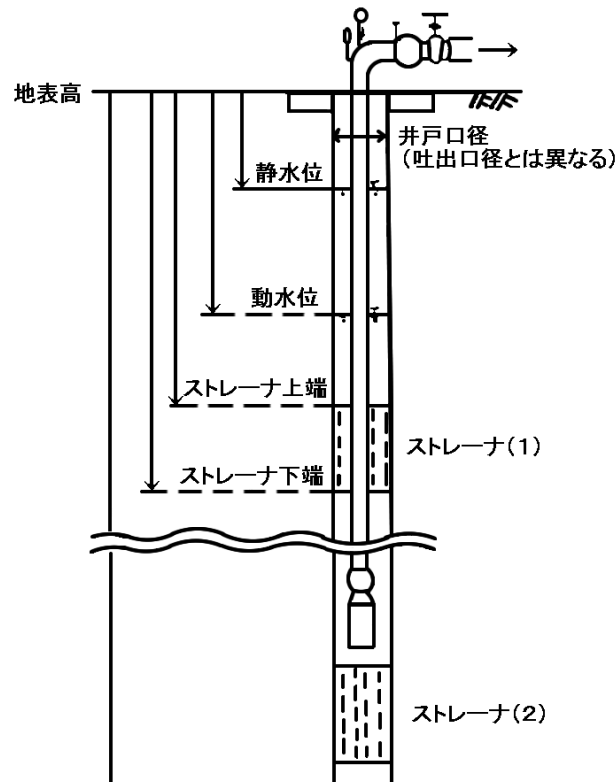 地表高
井戸口径
（吐出口径とは異なる）
静水位
動水位
ストレーナ上端
ストレーナ（1）
ストレーナ下端
ストレーナ（2）